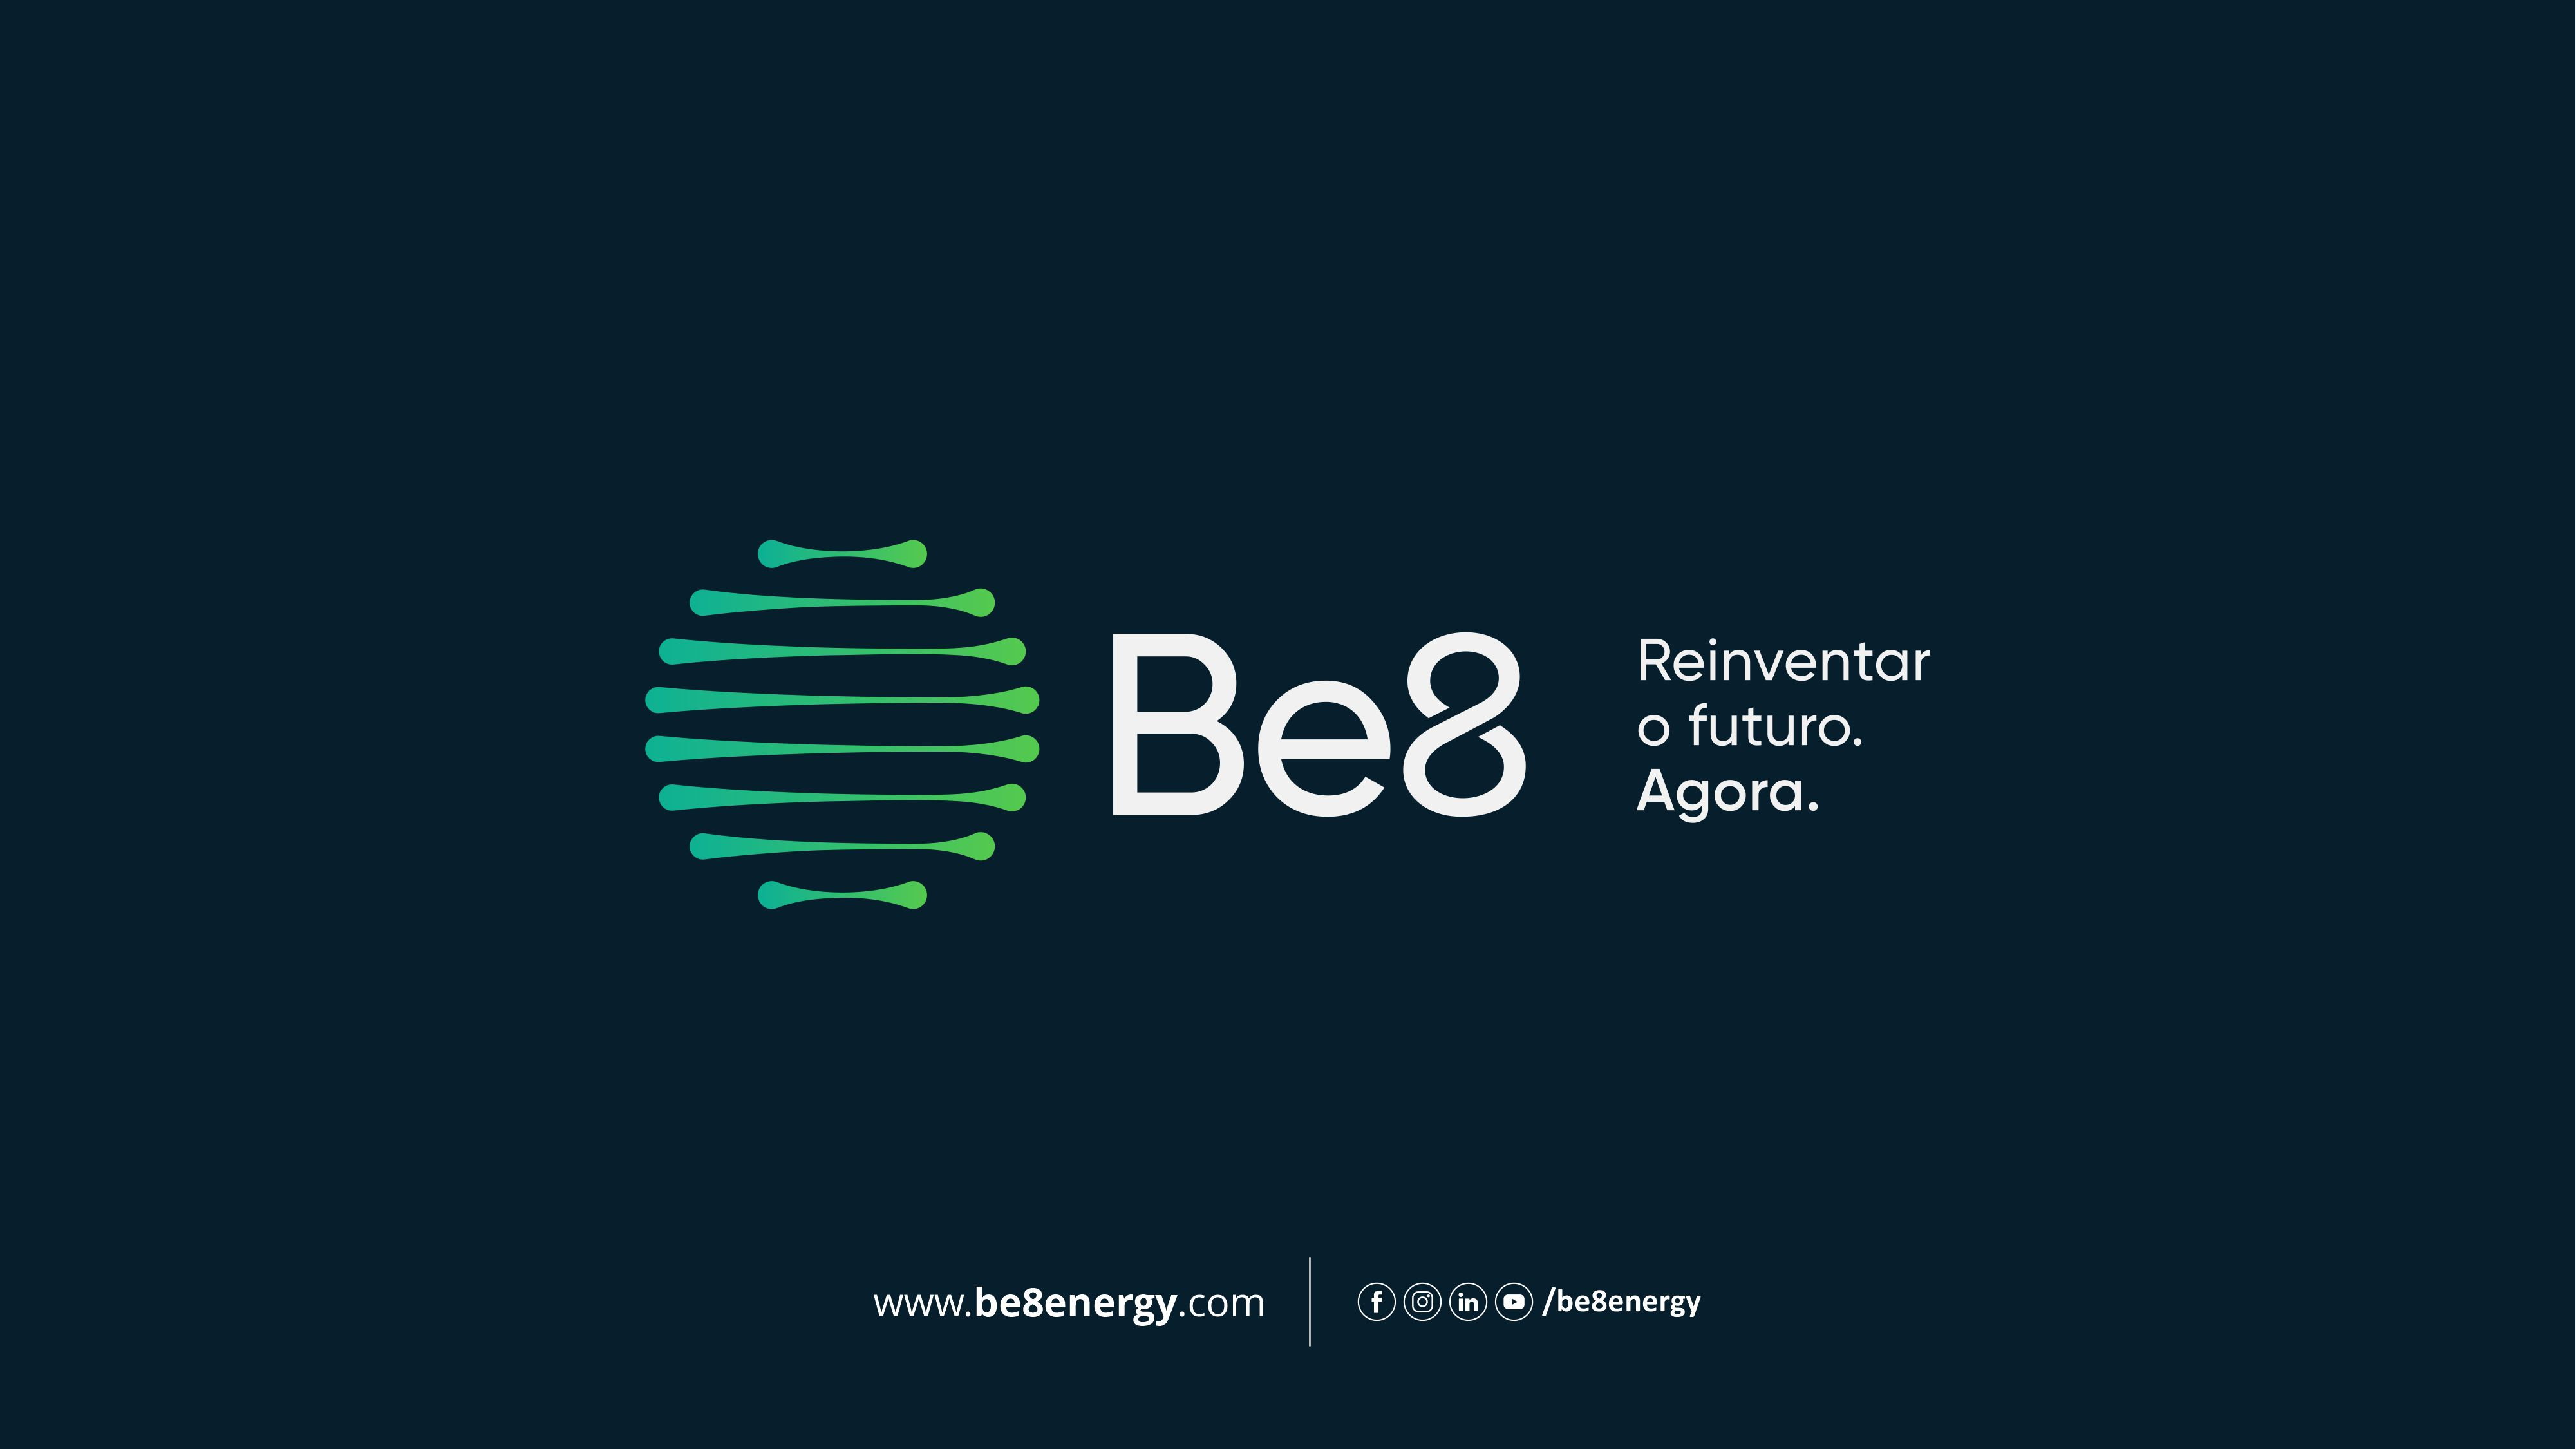 Be8
Reinventar
o futuro.
Agora.
www.be8energy.com
/be8energy